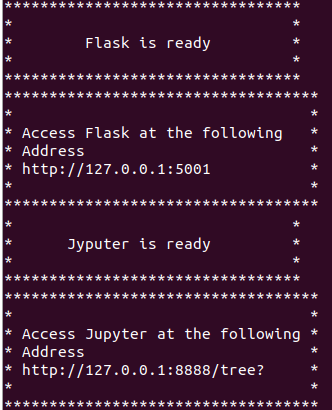 *********************************
*                               *
*        Flask is ready         *
*                               *
*********************************
***********************************
*                                 *
* Access Flask at the following   *
* Address                         *
* http://127.0.0.1:5001           *
*                                 *
***********************************
*                               *
*      Jyputer is ready         *
*                               *
*********************************
***********************************
*                                 *
* Access Jupyter at the following *
* Address                         *
* http://127.0.0.1:8888/tree?     *
*                                 *
***********************************